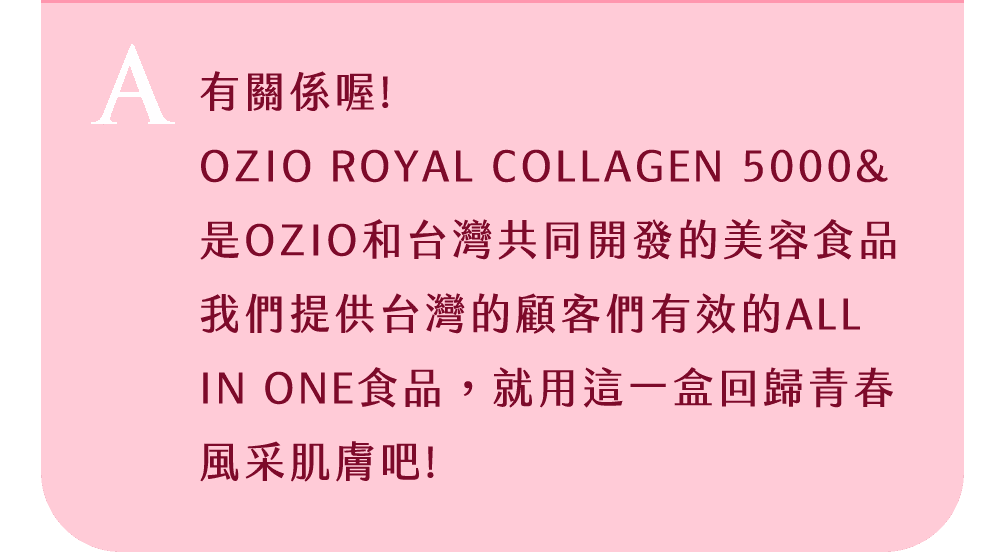 A
有關係喔!
OZIO ROYAL COLLAGEN 5000&
是OZIO和台灣共同開發的美容食品
我們提供台灣的顧客們有效的ALL
IN ONE食品，就用這一盒回歸青春
風采肌膚吧!